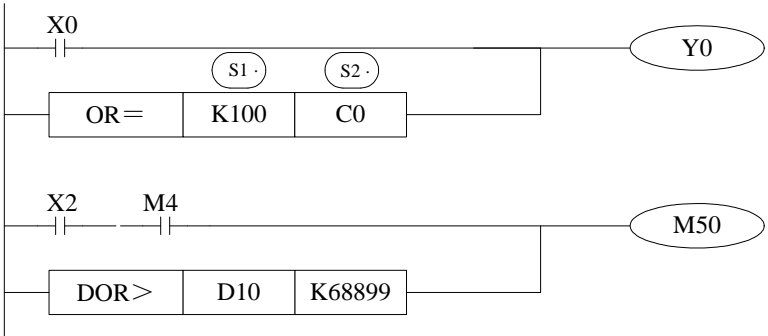 X0
Y0
S1 · S2 ·
OR＝ K100 C0
X2 M4
M50
DOR＞ D10 K68899